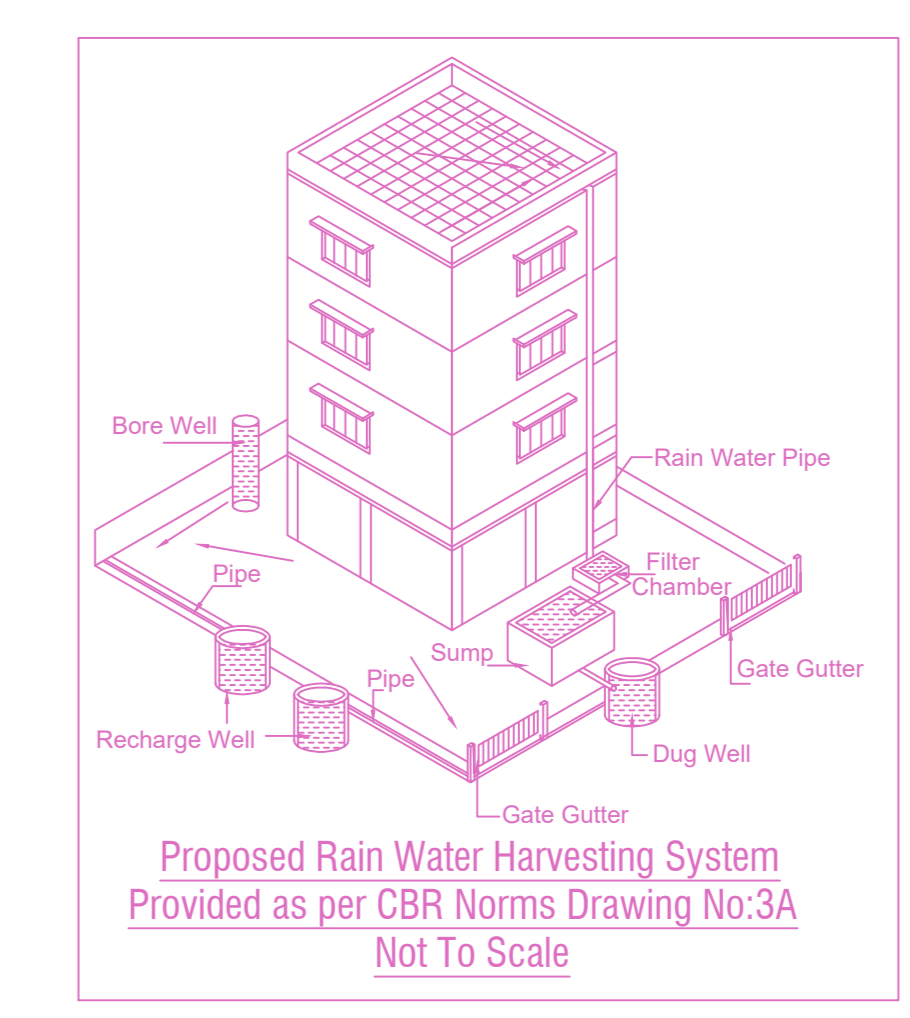 Bore Well
Rain Water Pipe
Filter
Chamber
Pipe
Sump
Gate Gutter
Pipe
Recharge Well
Dug Well
Gate Gutter
Proposed Rain Water Harvesting System
Provided as per CBR Norms Drawing No:3A
Not To Scale